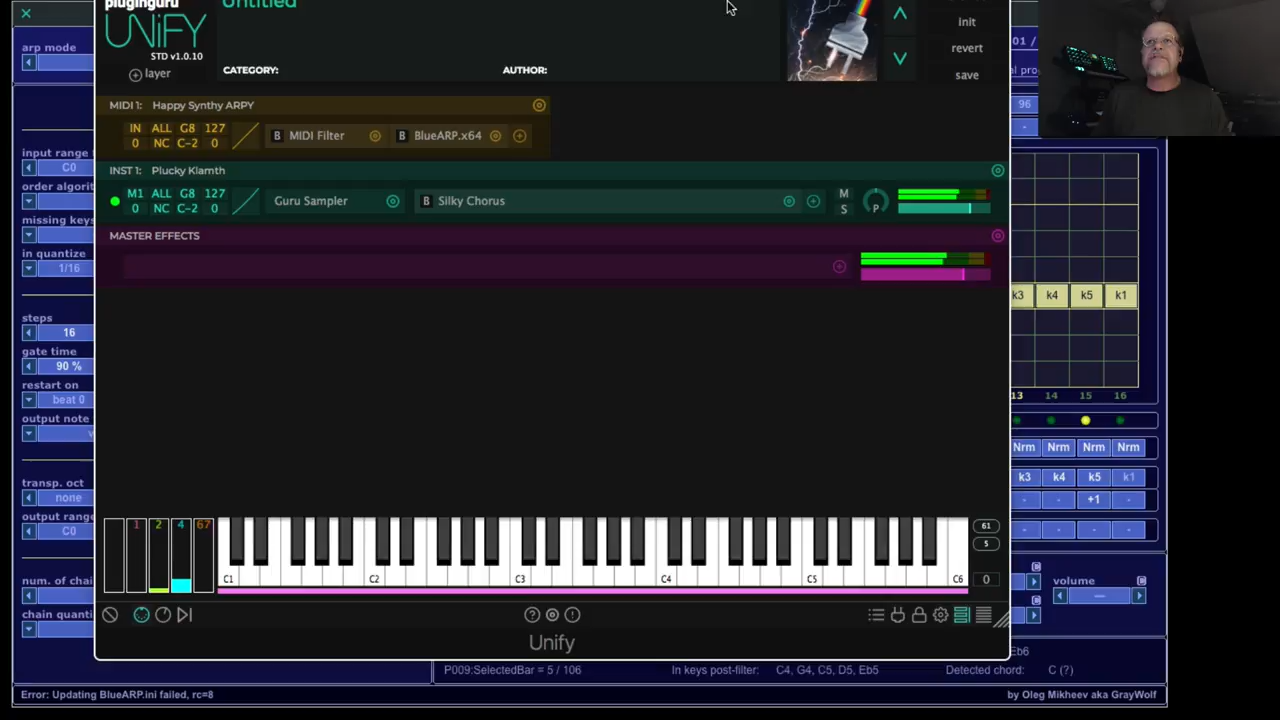 pluginguru
UNIFY
STD v1.0.10
layer
Untitled
CATEGORY:
AUTHOR:
init
revert
save
MIDI 1: Happy Synthy ARPY
IN ALL G8 127
0 NC C-2 0
B MIDI Filter
B BlueARP.x64
INST 1: Plucky Klamth
M1 ALL G8 127
0 NC C-2 0
Guru Sampler
B Silky Chorus
M
S
P
MASTER EFFECTS
1 2 4 67
C1 C2 C3 C4 C5 C6
61
5
0
Unify
arp mode
C0
order algorit
missing keys
in quantize
1/16
steps
16
gate time
90 %
restart on
beat 0
output note
transp. oct
none
output range
C0
num. of chai
chain quanti
01 /
96
-
k3 k4 k5 k1
13 14 15 16
Nrm Nrm Nrm Nrm
k3 k4 k5 k1
- - +1 -
- - - -
volume
—
Eb6
P009:SelectedBar = 5 / 106
In keys post-filter: C4, G4, C5, D5, Eb5
Detected chord: C (?)
Error: Updating BlueARP.ini failed, rc=8
by Oleg Mikheev aka GrayWolf